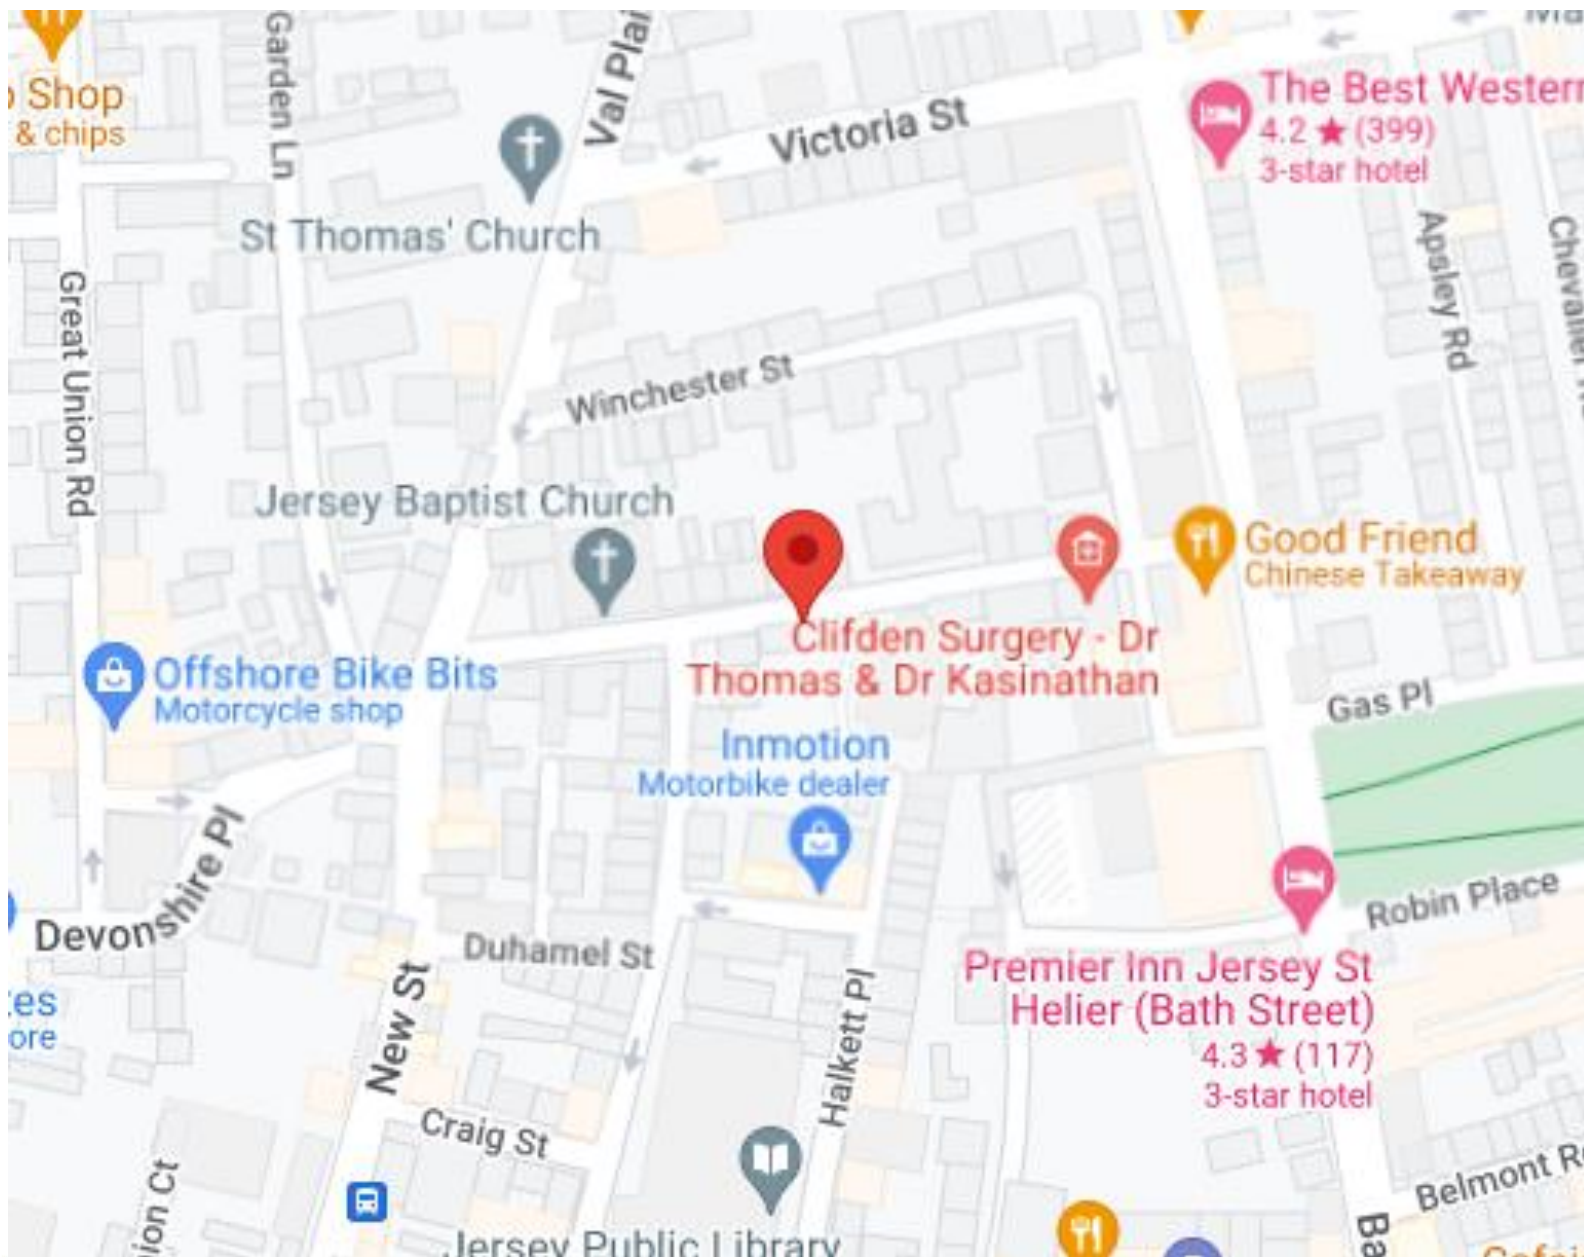 Shop
& chips
Garden Ln
Val Plai
Victoria St
The Best Western
4.2 ★ (399)
3-star hotel
St Thomas' Church
Great Union Rd
Apsley Rd
Chevalier
Winchester St
Jersey Baptist Church
Good Friend
Chinese Takeaway
Clifden Surgery - Dr
Thomas & Dr Kasinathan
Offshore Bike Bits
Motorcycle shop
Gas Pl
Inmotion
Motorbike dealer
Devonshire Pl
Robin Place
Duhamel St
New St
Premier Inn Jersey St
Helier (Bath Street)
4.3 ★ (117)
3-star hotel
Halkett Pl
Craig St
ion Ct
Belmont R
Ba
Jersey Public Library